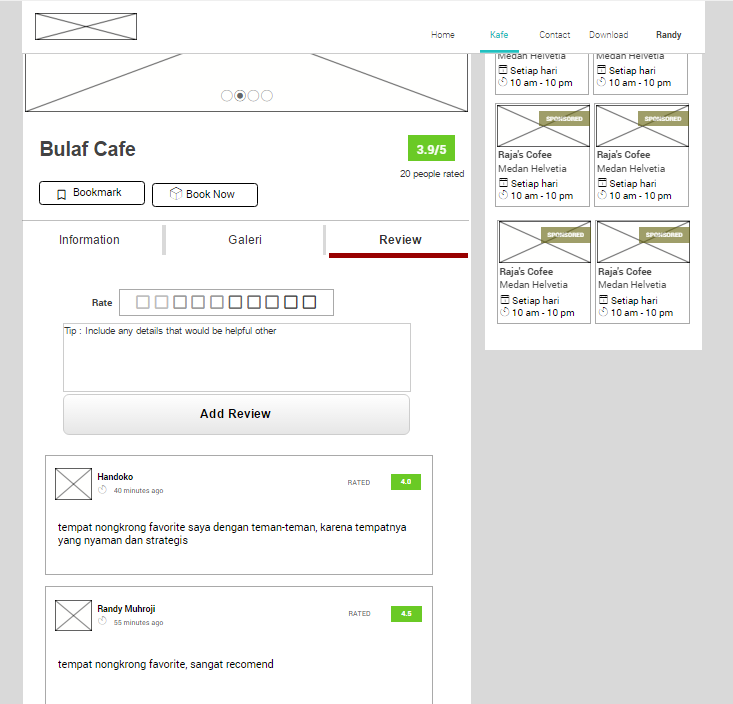 Home Kafe Contact Download Randy
Bulaf Cafe
3.9/5
20 people rated
Bookmark Book Now
Information Galeri Review
Rate
Tip : Include any details that would be helpful other
Add Review
Handoko
40 minutes ago
RATED 4.0
tempat nongkrong favorite saya dengan teman-teman, karena tempatnya
yang nyaman dan strategis
Randy Muhroji
55 minutes ago
RATED 4.5
tempat nongkrong favorite, sangat recomend
Medan Helvetia Medan Helvetia
Setiap hari Setiap hari
10 am - 10 pm 10 am - 10 pm
SPONSORED SPONSORED
Raja's Cofee Raja's Cofee
Medan Helvetia Medan Helvetia
Setiap hari Setiap hari
10 am - 10 pm 10 am - 10 pm
SPONSORED SPONSORED
Raja's Cofee Raja's Cofee
Medan Helvetia Medan Helvetia
Setiap hari Setiap hari
10 am - 10 pm 10 am - 10 pm